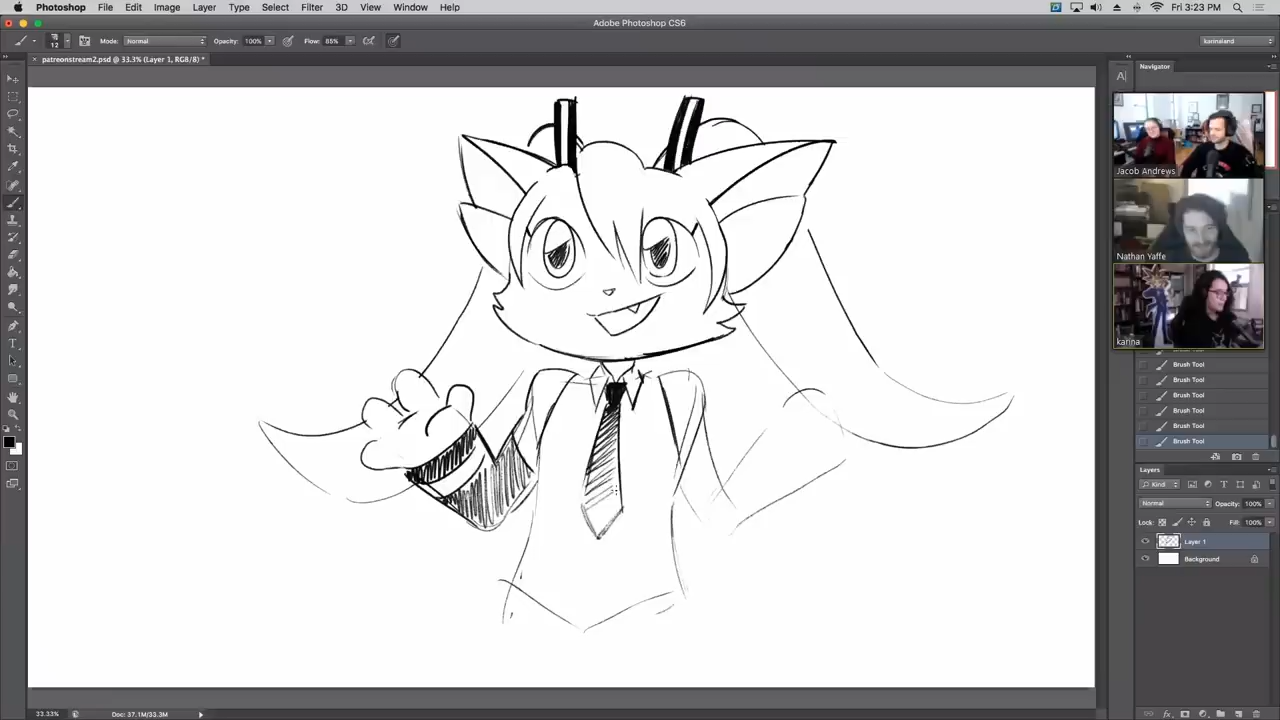 Photoshop File Edit Image Layer Type Select Filter 3D View Window Help Fri 3:23 PM
Adobe Photoshop CS6
12 Mode: Normal Opacity: 100% Flow: 85% karinaland
× patreonstream2.psd @ 33.3% (Layer 1, RGB/8) *
A Navigator
Jacob Andrews
Nathan Yaffe
karina
Brush Tool
Brush Tool
Brush Tool
Brush Tool
Brush Tool
Brush Tool
Layers
Kind
Normal Opacity: 100%
Lock: Fill: 100%
Layer 1
Background
33.33% Doc: 37.1M/33.3M